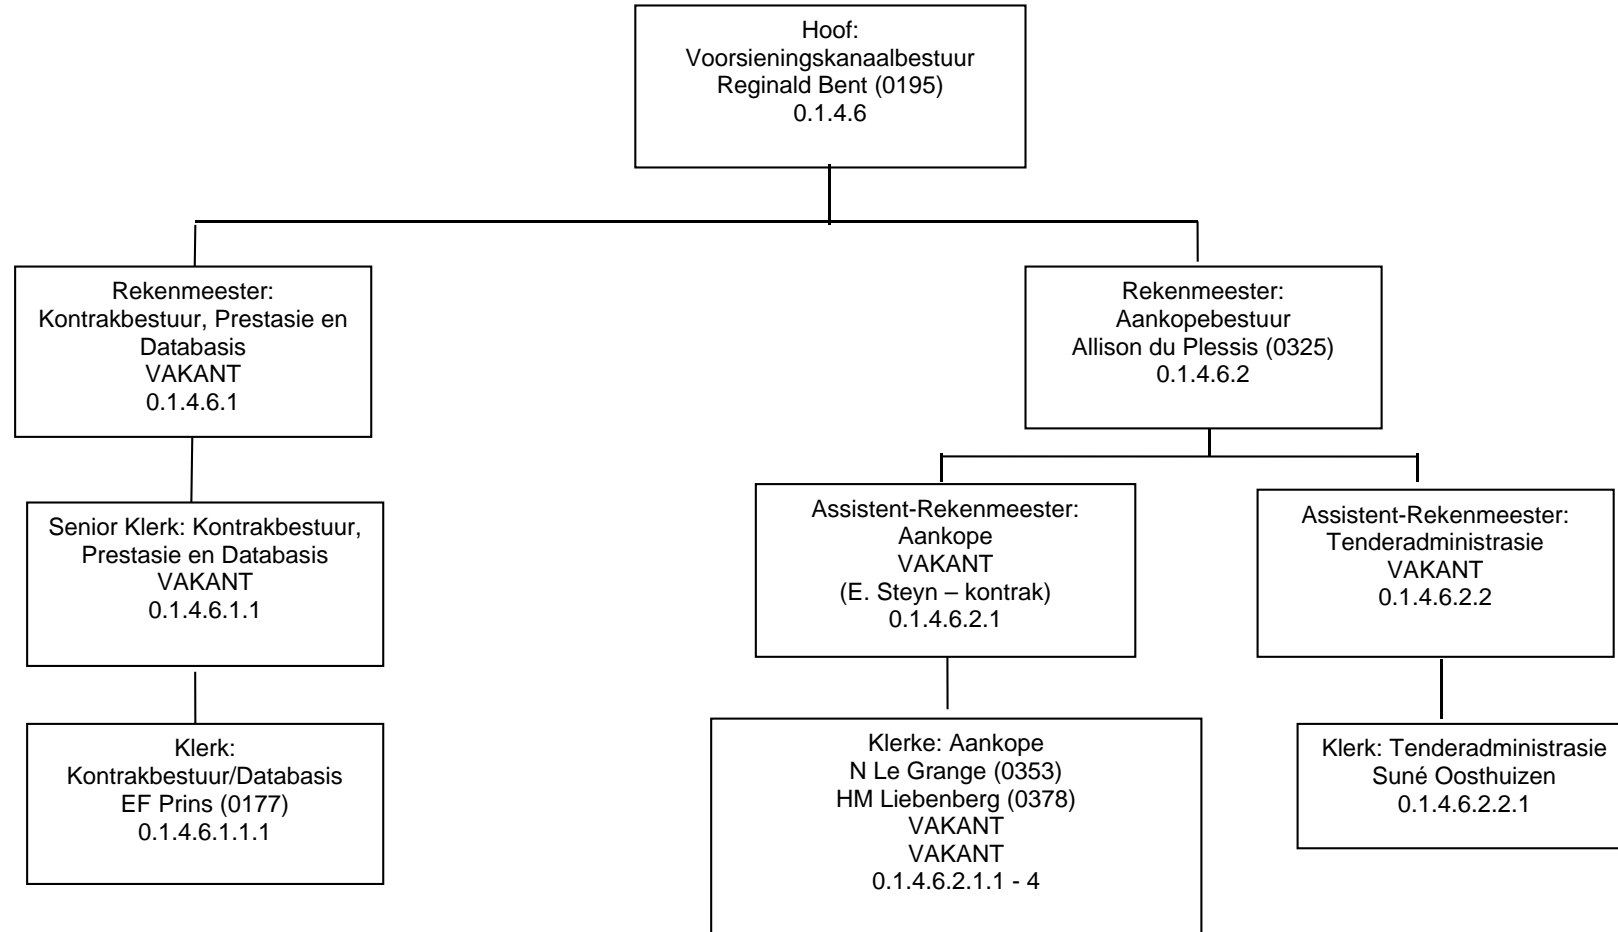 Hoof:
Voorsieningskanaalbestuur
Reginald Bent (0195)
0.1.4.6
Rekenmeester:
Kontrakbestuur, Prestasie en
Databasis
VAKANT
0.1.4.6.1
Rekenmeester:
Aankopebestuur
Allison du Plessis (0325)
0.1.4.6.2
Senior Klerk: Kontrakbestuur,
Prestasie en Databasis
VAKANT
0.1.4.6.1.1
Assistent-Rekenmeester:
Aankope
VAKANT
(E. Steyn – kontrak)
0.1.4.6.2.1
Assistent-Rekenmeester:
Tenderadministrasie
VAKANT
0.1.4.6.2.2
Klerk:
Kontrakbestuur/Databasis
EF Prins (0177)
0.1.4.6.1.1.1
Klerke: Aankope
N Le Grange (0353)
HM Liebenberg (0378)
VAKANT
VAKANT
0.1.4.6.2.1.1 - 4
Klerk: Tenderadministrasie
Suné Oosthuizen
0.1.4.6.2.2.1